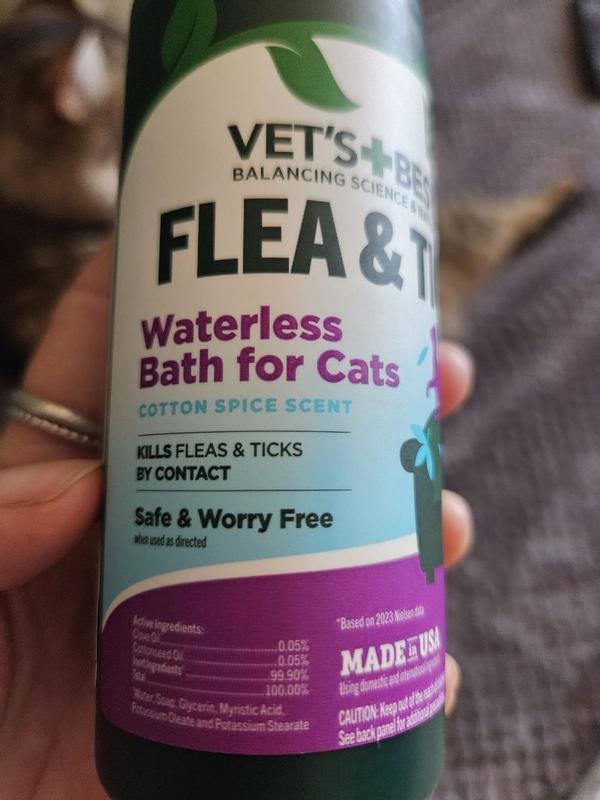 VET'S+BES
BALANCING SCIENCE &
FLEA & TI
Waterless
Bath for Cats
COTTON SPICE SCENT
KILLS FLEAS & TICKS
BY CONTACT
Safe & Worry Free
when used as directed
Active Ingredients:
Clove Oil 0.05%
Cottonseed Oil 0.05%
Inert Ingredients* 99.90%
Total 100.00%
*Water, Soap, Glycerin, Myristic Acid,
Potassium Oleate and Potassium Stearate
*Based on 2023 Nielsen data
MADE in USA
Using domestic and international
CAUTION: Keep out of the reach
See back panel for additional